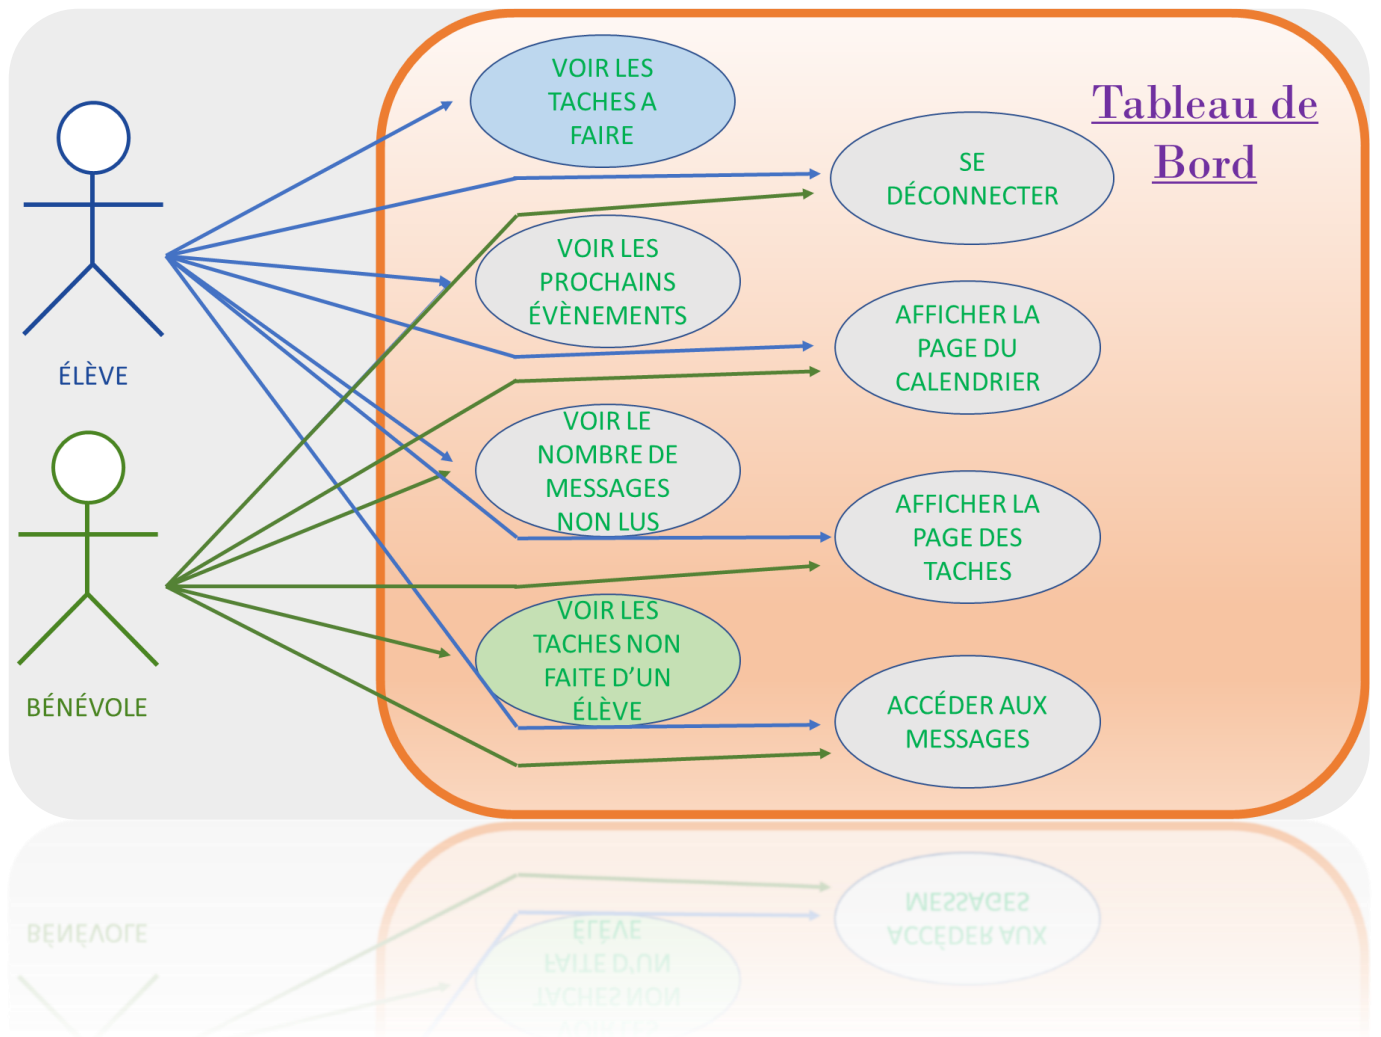 Tableau de
Bord
VOIR LES
TACHES A
FAIRE
SE
DÉCONNECTER
VOIR LES
PROCHAINS
ÉVÈNEMENTS
AFFICHER LA
PAGE DU
CALENDRIER
ÉLÈVE
VOIR LE
NOMBRE DE
MESSAGES
NON LUS
AFFICHER LA
PAGE DES
TACHES
VOIR LES
TACHES NON
FAITE D’UN
ÉLÈVE
BÉNÉVOLE
ACCÉDER AUX
MESSAGES